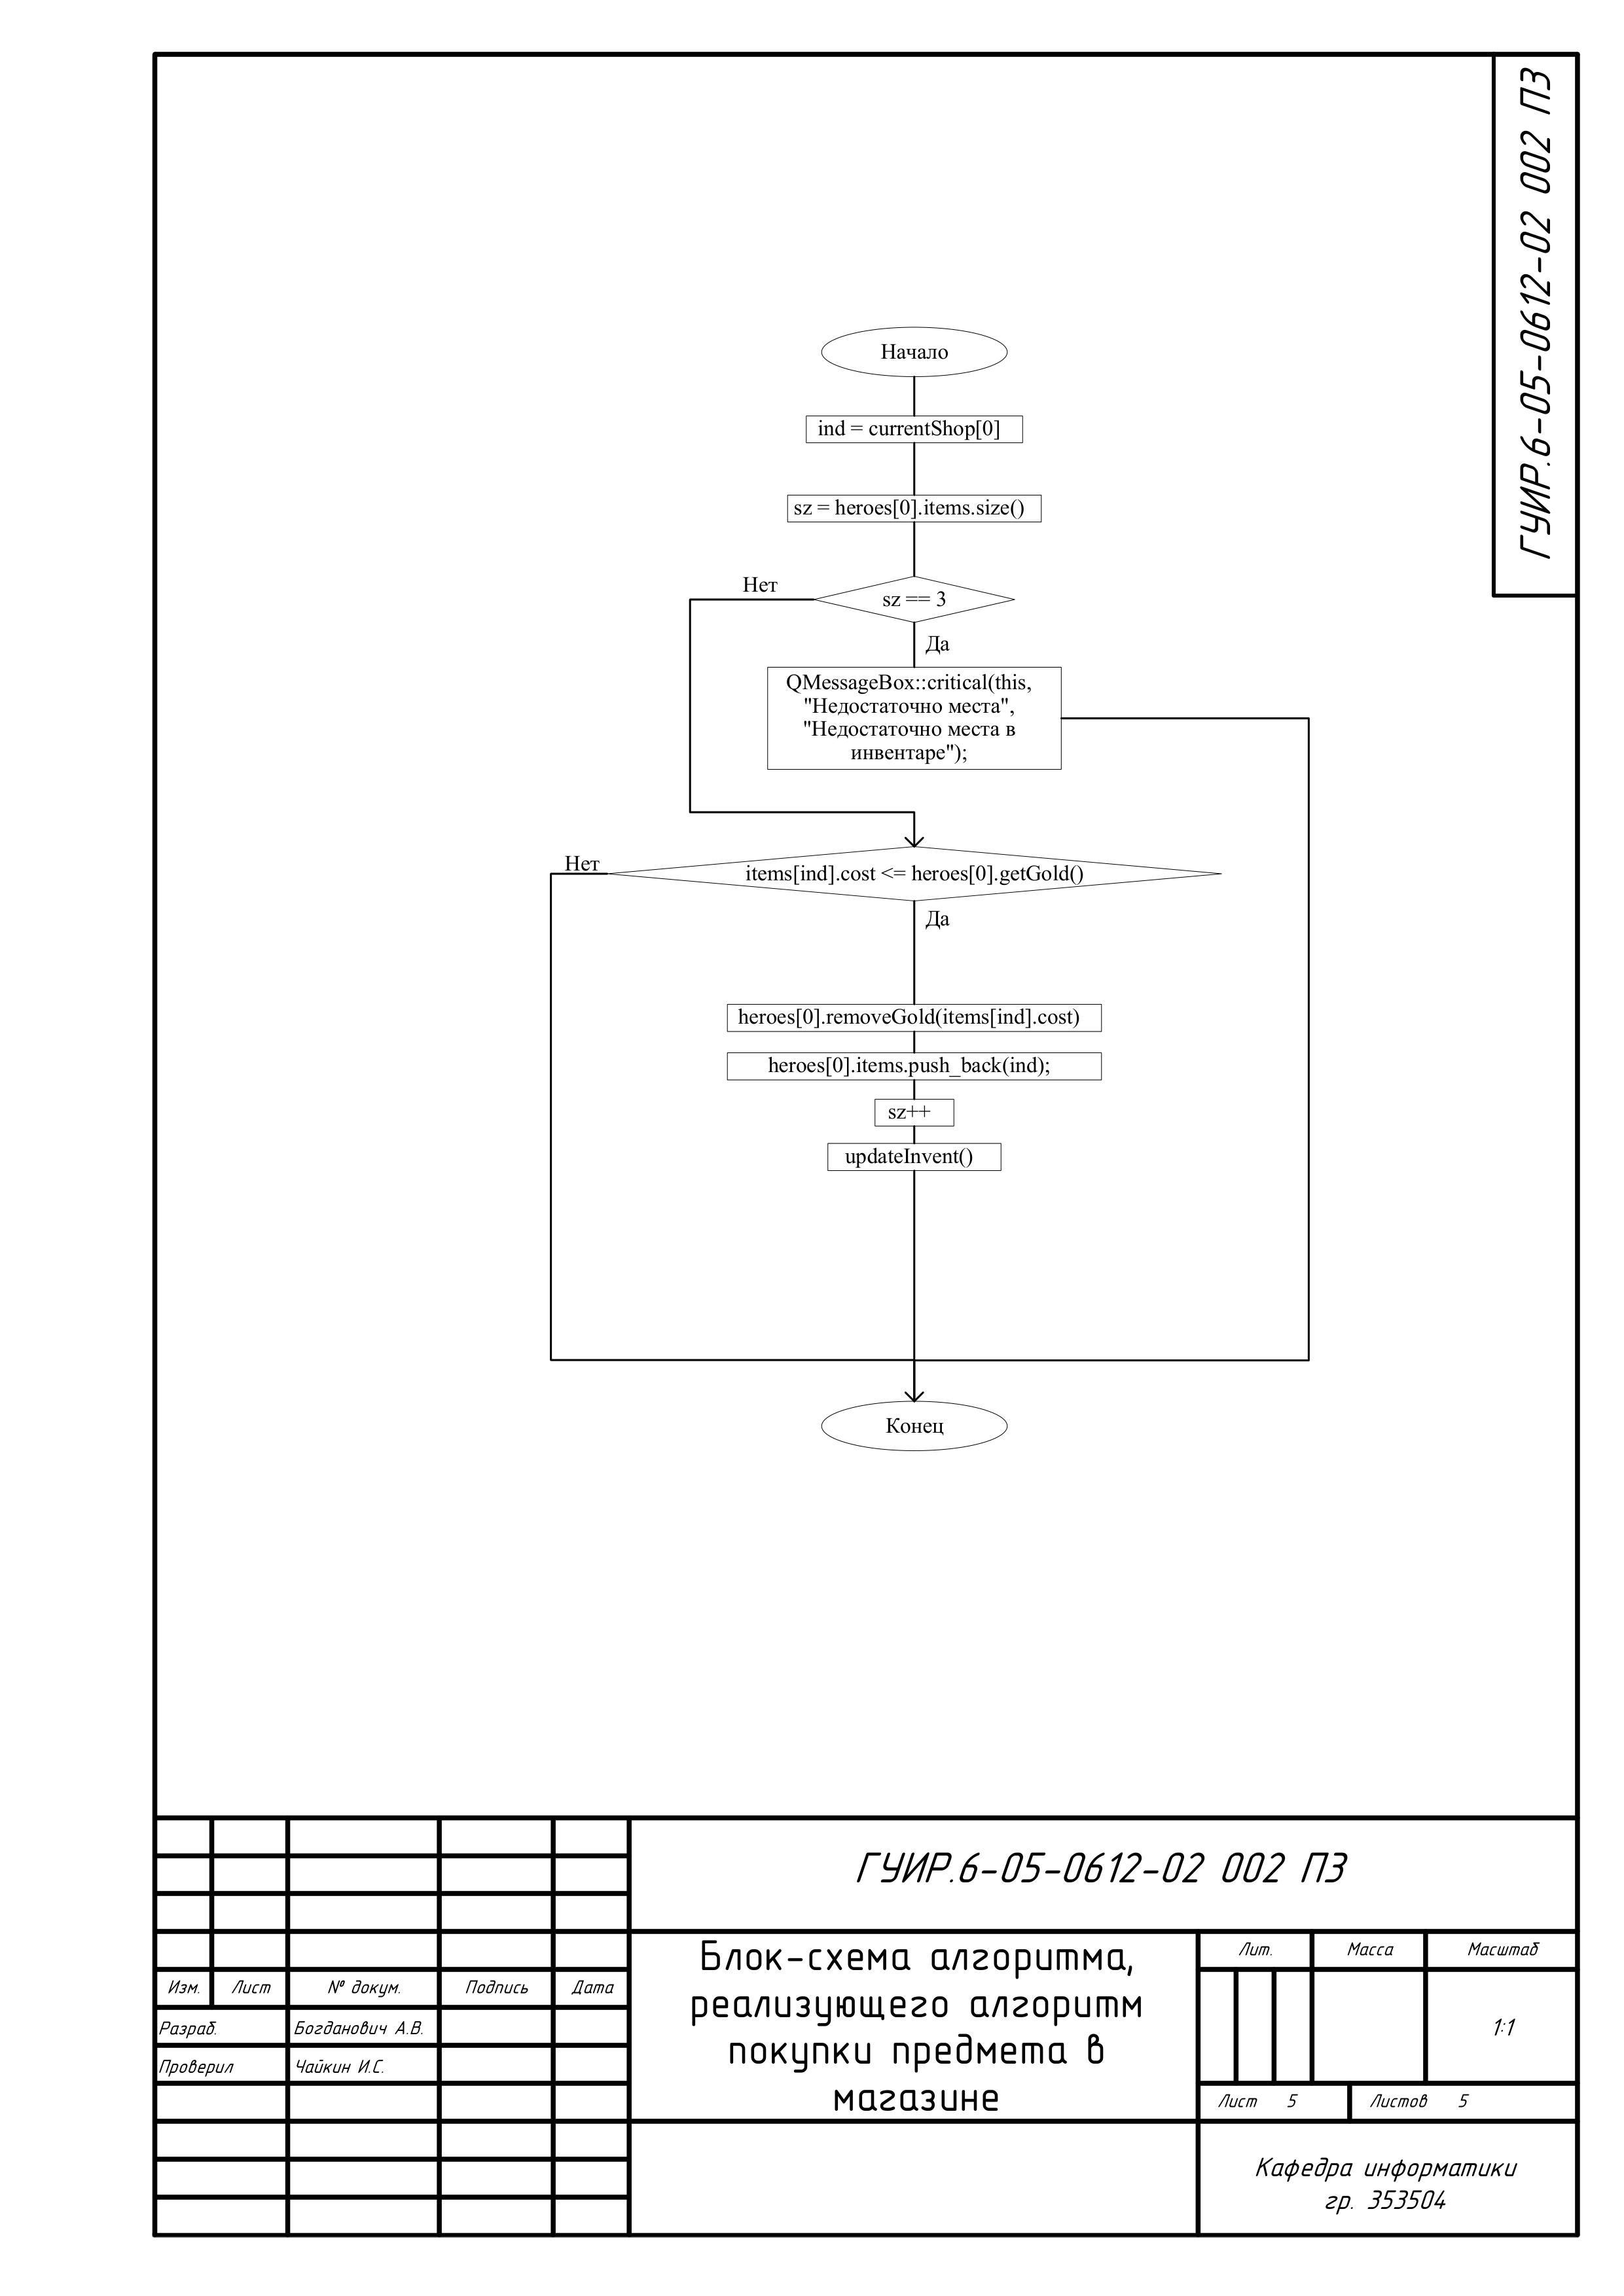 ГУИР.6-05-0612-02 002 ПЗ
Начало
ind = currentShop[0]
sz = heroes[0].items.size()
Нет
sz == 3
Да
QMessageBox::critical(this,
"Недостаточно места",
"Недостаточно места в
инвентаре");
Нет
items[ind].cost <= heroes[0].getGold()
Да
heroes[0].removeGold(items[ind].cost)
heroes[0].items.push_back(ind);
sz++
updateInvent()
Конец
ГУИР.6-05-0612-02 002 ПЗ
Блок-схема алгоритма,
реализующего алгоритм
покупки предмета в
магазине
Лит. Масса Масштаб
1:1
Лист 5 Листов 5
Изм. Лист № докум. Подпись Дата
Разраб. Богданович А.В.
Проверил Чайкин И.С.
Кафедра информатики
гр. 353504